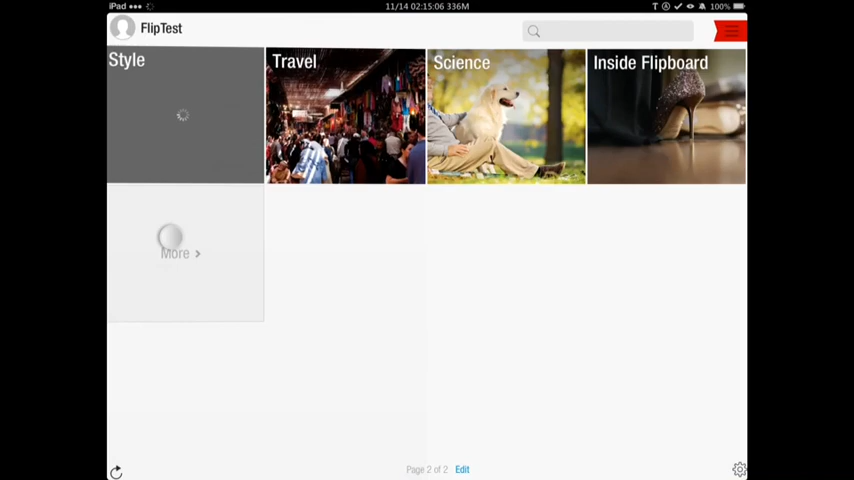 iPad
11/14 02:15:06 336M
100%
FlipTest
Style
Travel
Science
Inside Flipboard
More >
Page 2 of 2 Edit